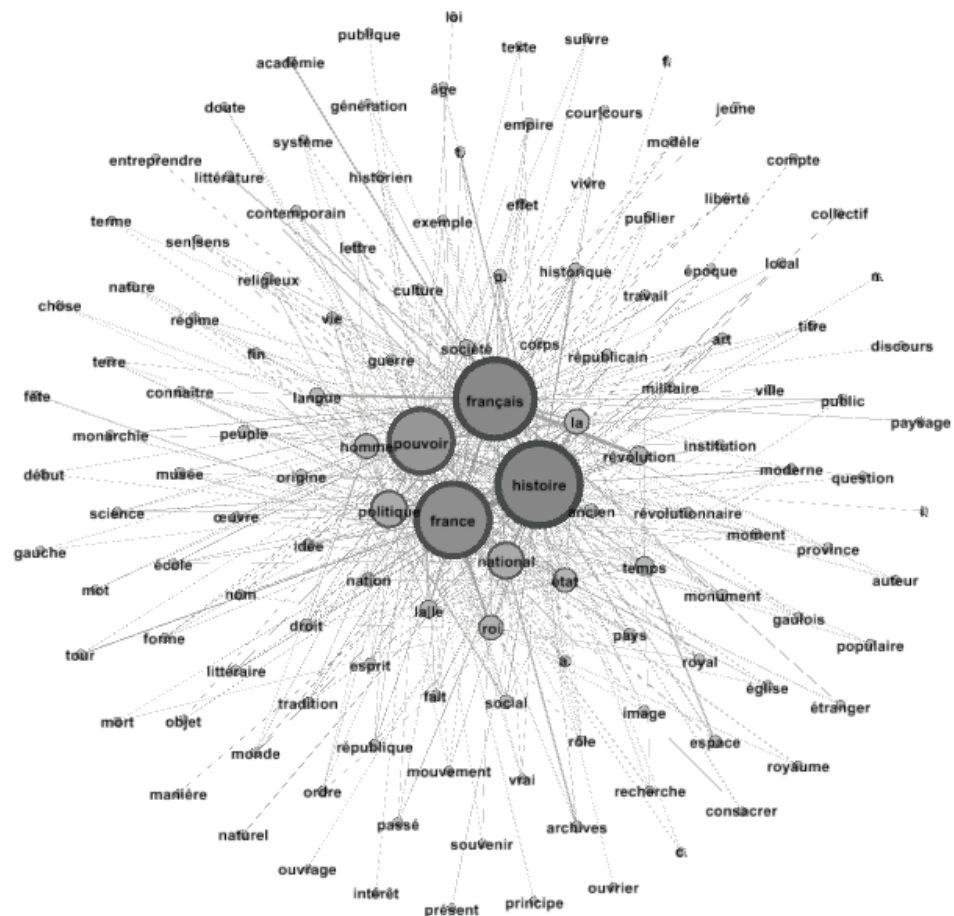 loi
publique
suivre
texte
académie
f.
âge
génération
jeune
doute
cour|cours
empire
système
modèle
t.
entreprendre
compte
littérature
historien
vivre
liberté
effet
contemporain
collectif
terme
exemple
publier
sen|sens
lettre
local
historique
époque
p.
n.
religieux
nature
culture
travail
chose
régime
vie
titre
art
corps
discours
société
fin
républicain
guerre
terre
militaire
ville
connaître
fête
langue
public
français
la
paysage
monarchie
peuple
pouvoir
homme
institution
révolution
moderne
début
musée
origine
question
histoire
science
œuvre
politique
france
ancien
révolutionnaire
i.
moment
idée
gauche
province
école
national
temps
nation
état
auteur
mot
nom
monument
la|le
gaulois
droit
roi
pays
forme
populaire
tour
a.
royal
esprit
littéraire
église
fait
social
tradition
étranger
image
mort
objet
rôle
espace
république
monde
royaume
mouvement
vrai
manière
ordre
recherche
consacrer
passé
archives
naturel
souvenir
c.
ouvrage
ouvrier
intérêt
principe
présent